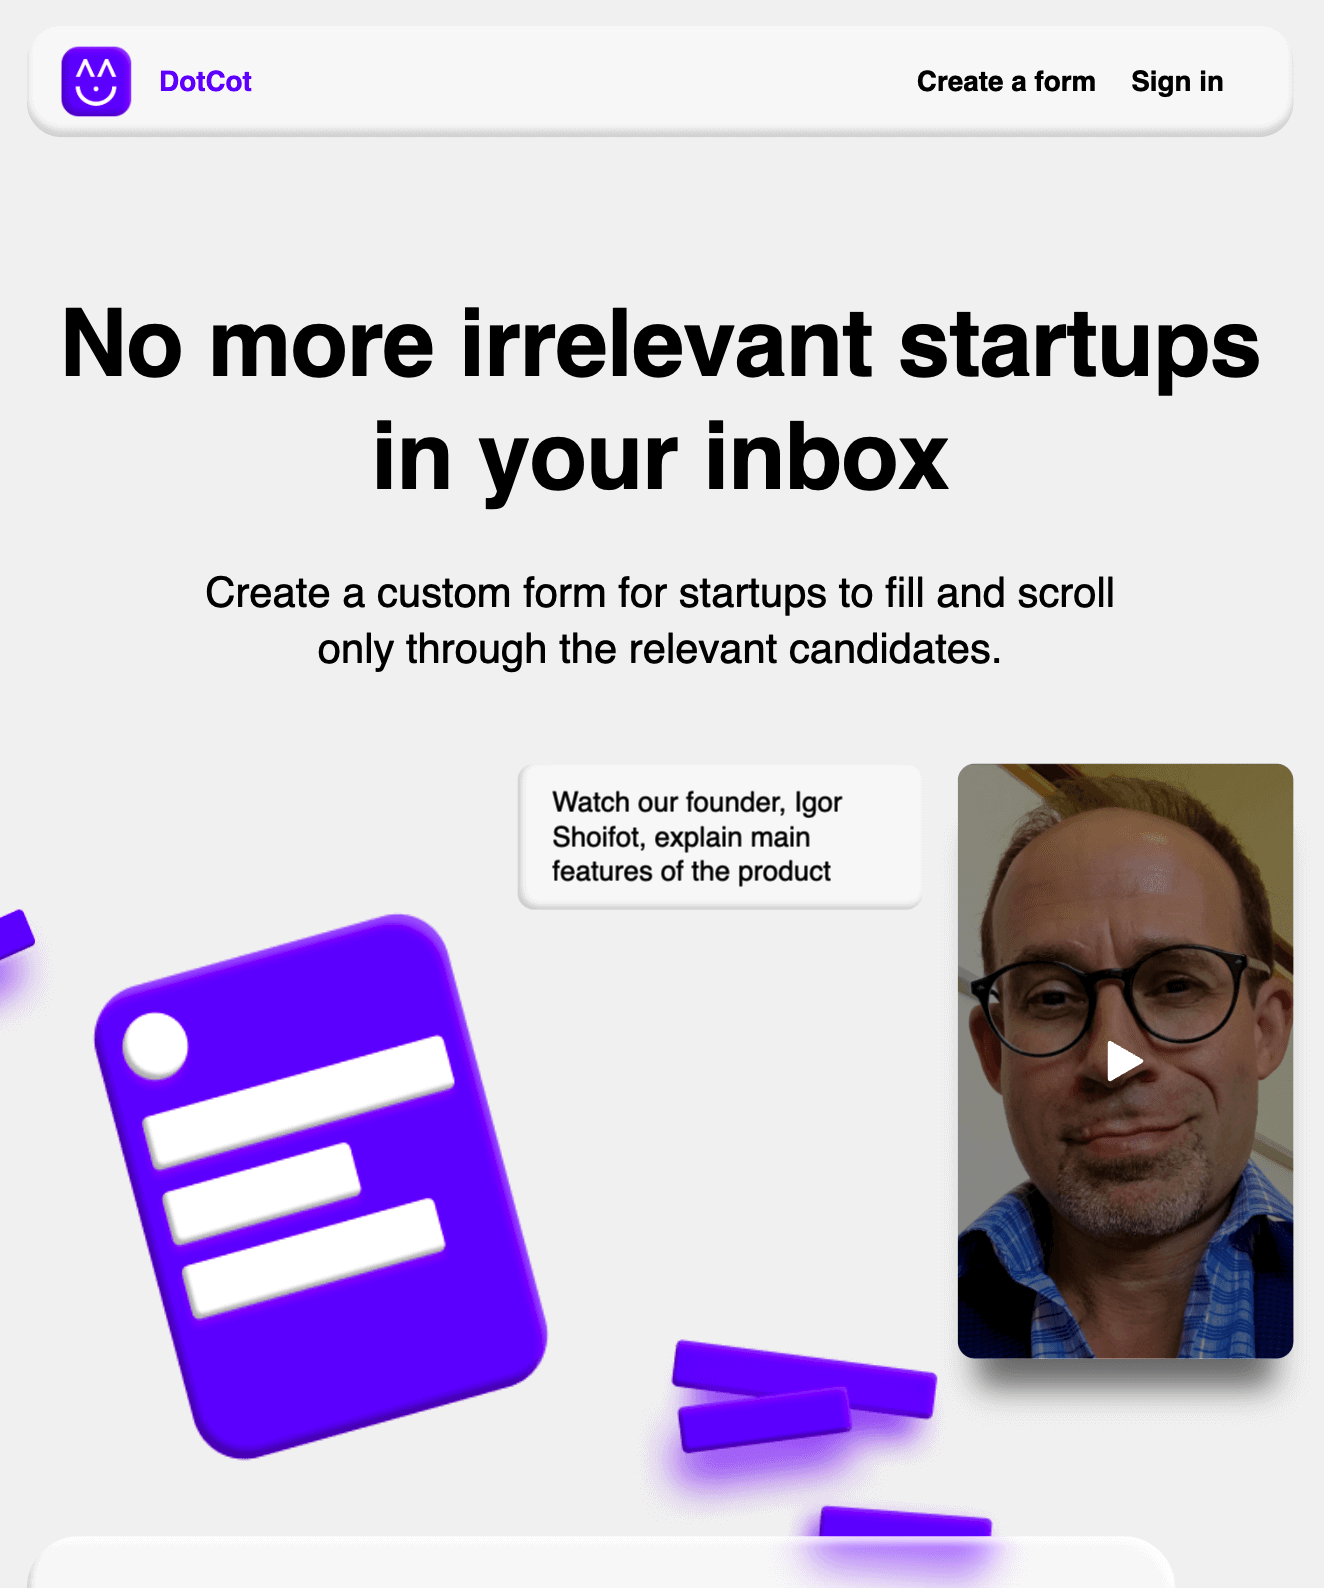 DotCot
Create a form
Sign in
No more irrelevant startups
in your inbox
Create a custom form for startups to fill and scroll
only through the relevant candidates.
Watch our founder, Igor
Shoifot, explain main
features of the product